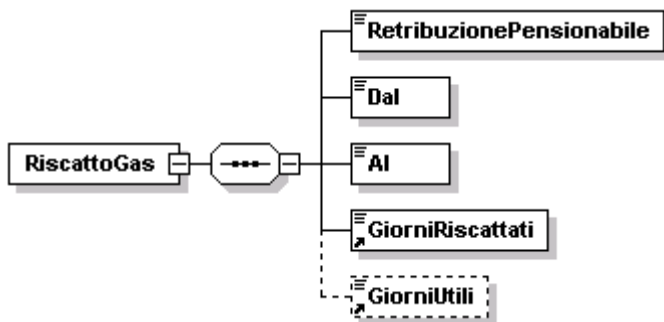 RetribuzionePensionabile
Dal
RiscattoGas
Al
GiorniRiscattati
GiorniUtili